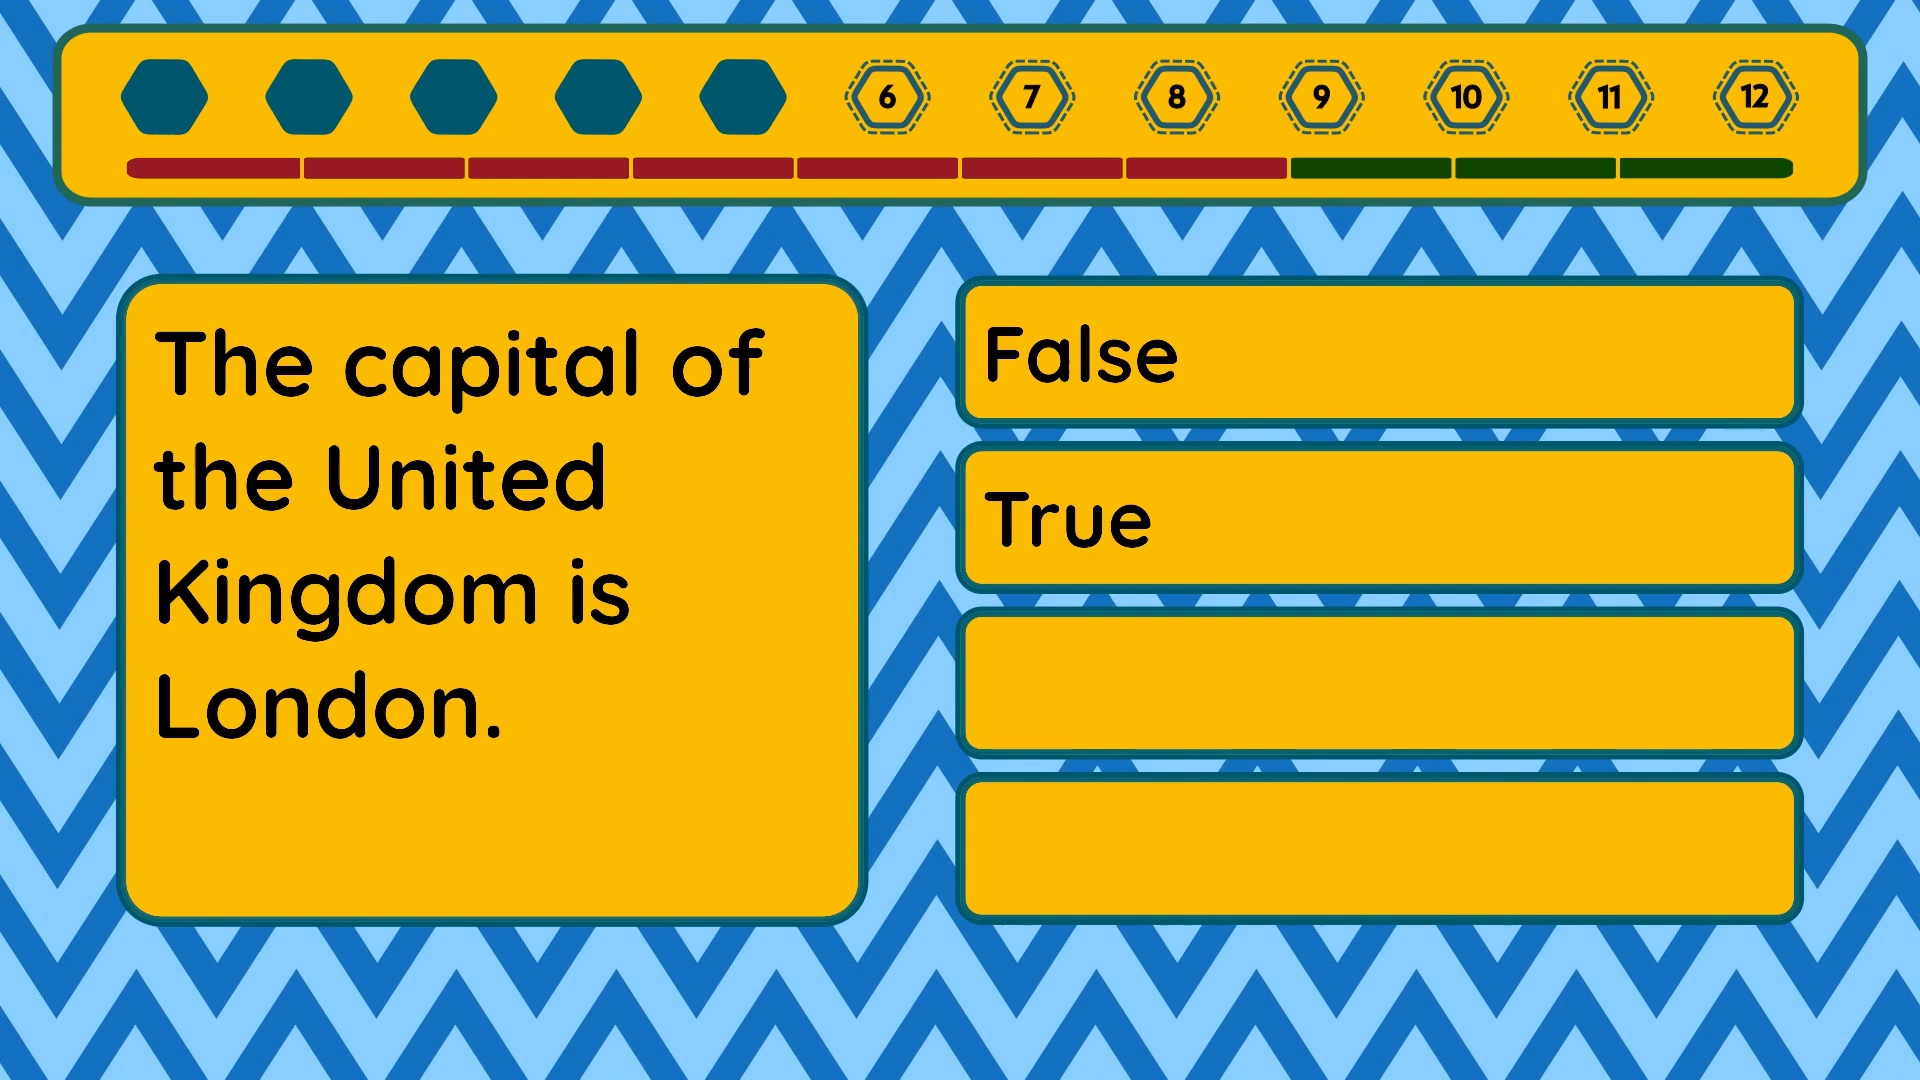 6 7 8 9 10 11 12
The capital of
the United
Kingdom is
London.
False
True